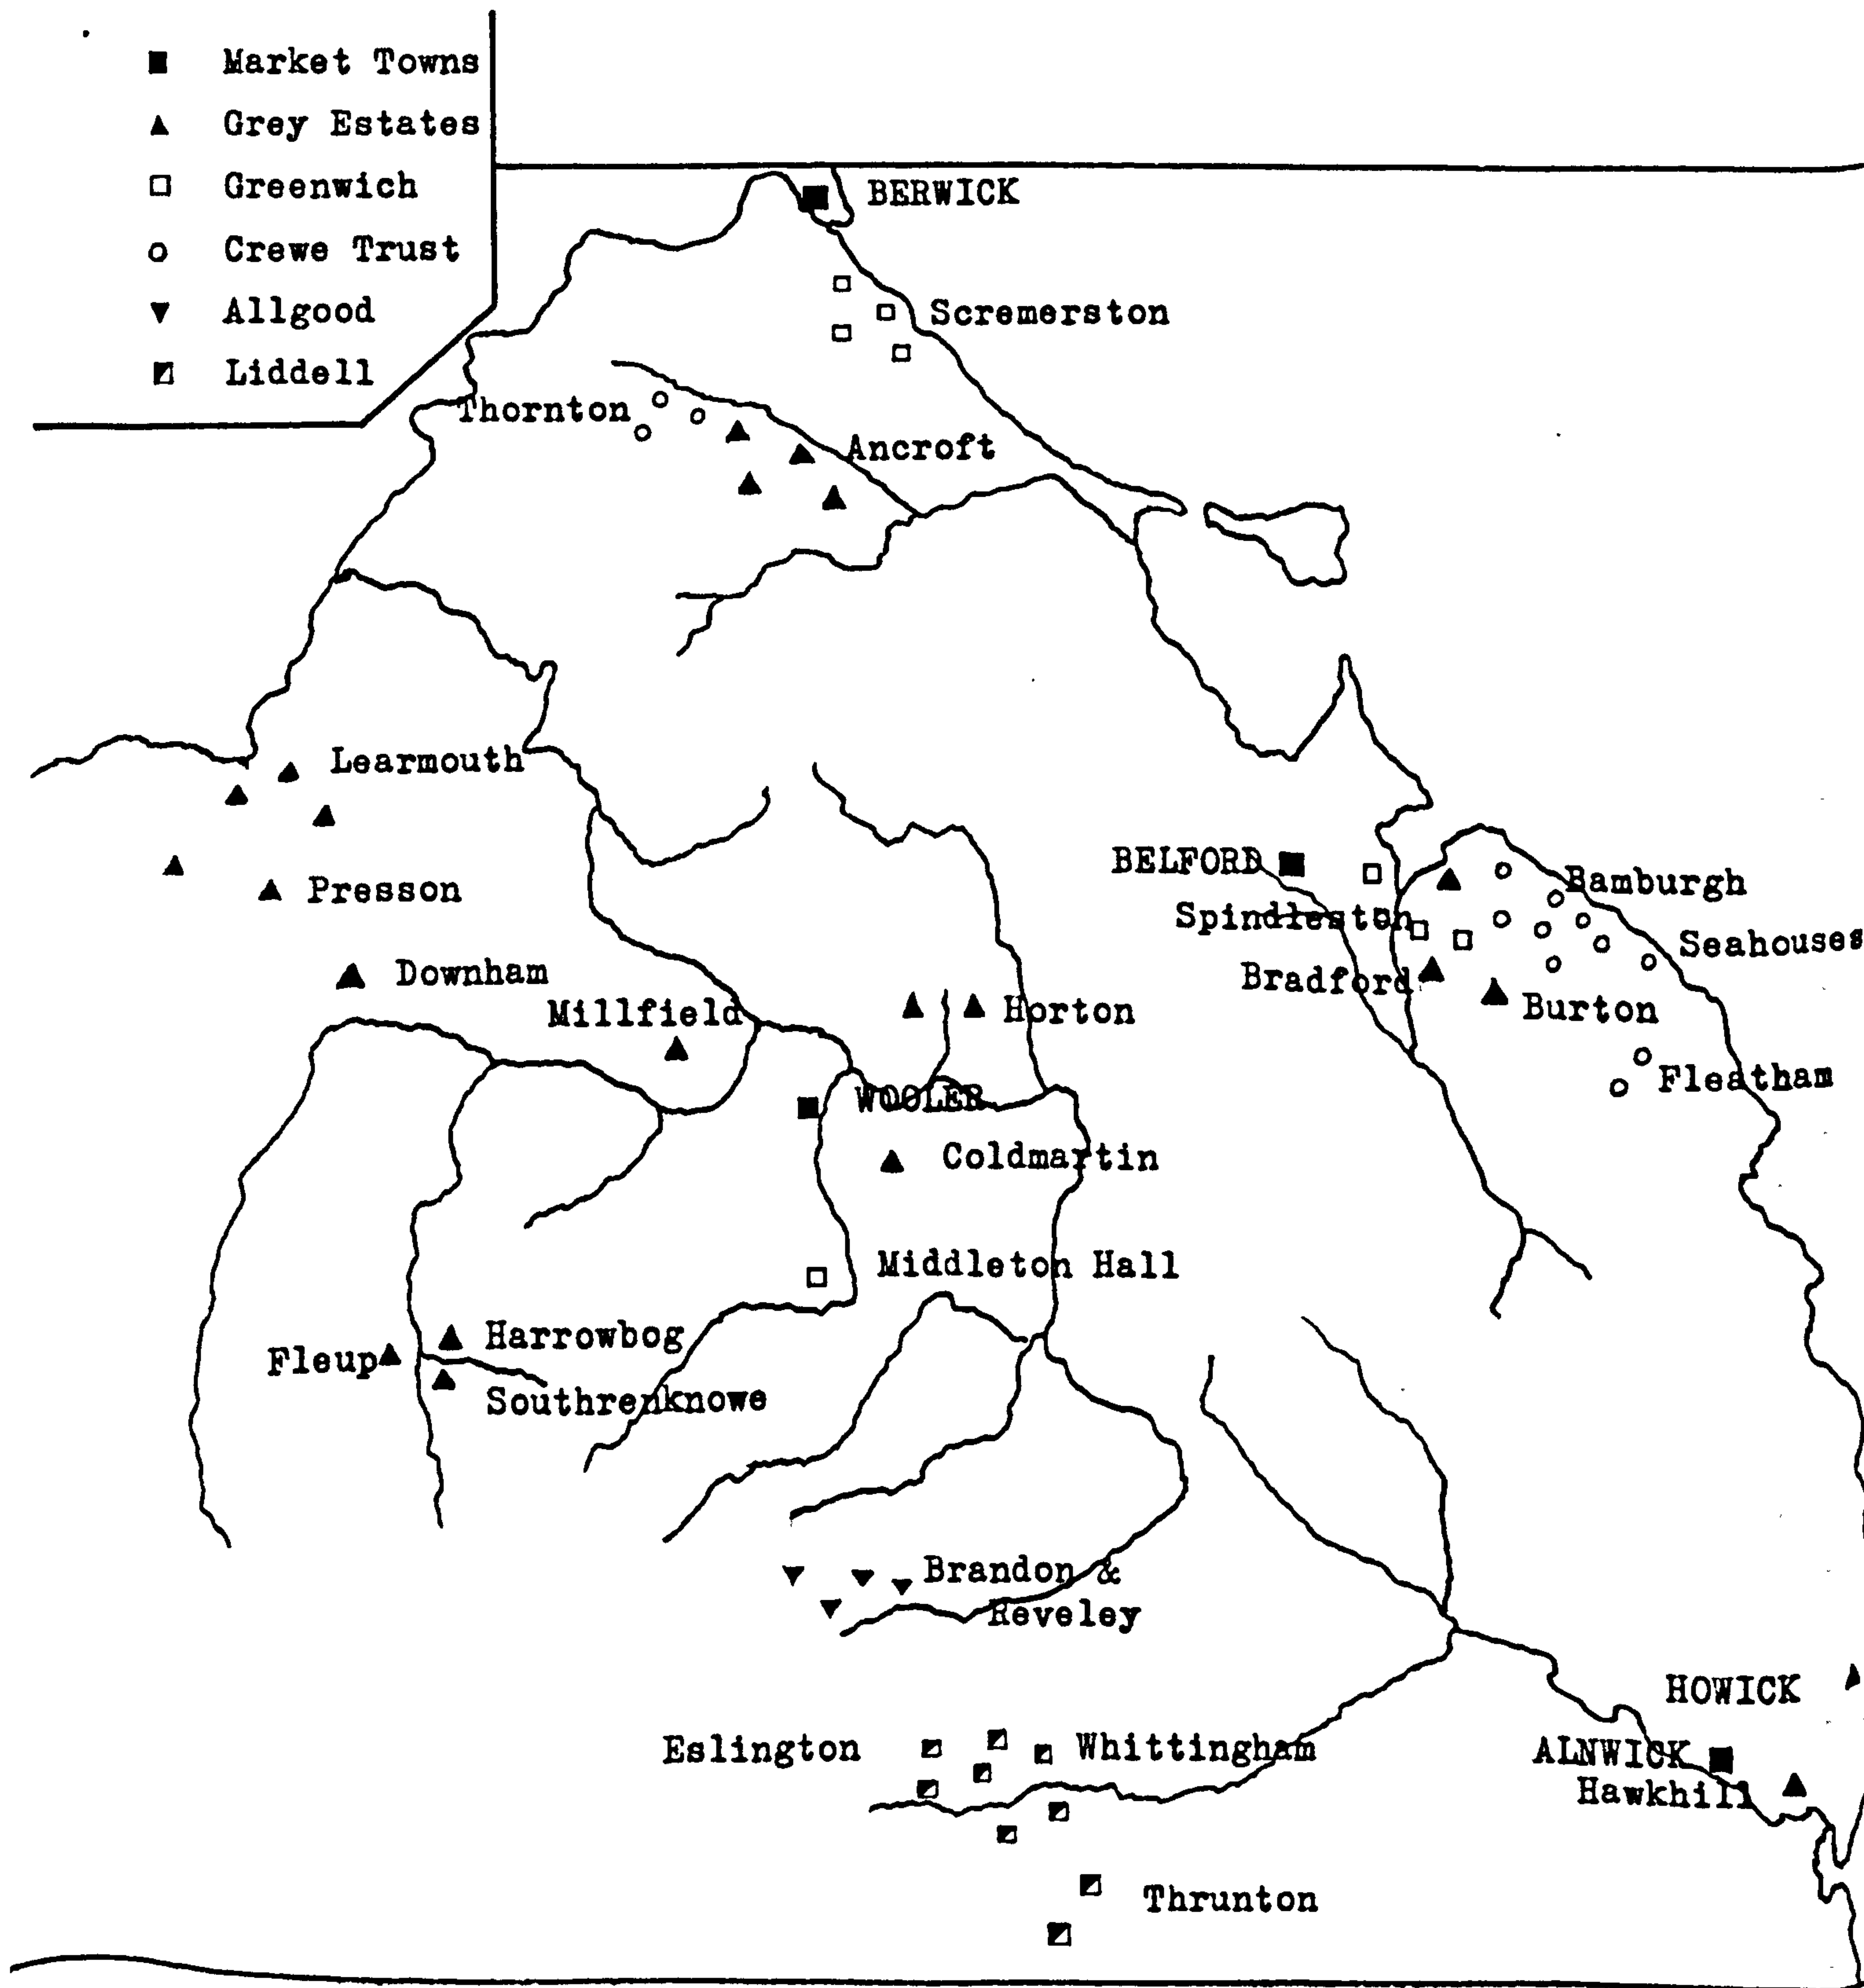 Market Towns
Grey Estates
Greenwich
Crewe Trust
Allgood
Liddell
BERWICK
Scremerston
Thornton
Ancroft
Learmouth
Presson
BELFORD
Bamburgh
Spindleston
Seahouses
Downham
Bradford
Millfield
Horton
Burton
Fleatham
WOOLER
Coldmartin
Middleton Hall
Harrowbog
Fleup
Southrenknowe
Brandon &
Reveley
HOWICK
Eslington
Whittingham
ALNWICK
Hawkhill
Thrunton